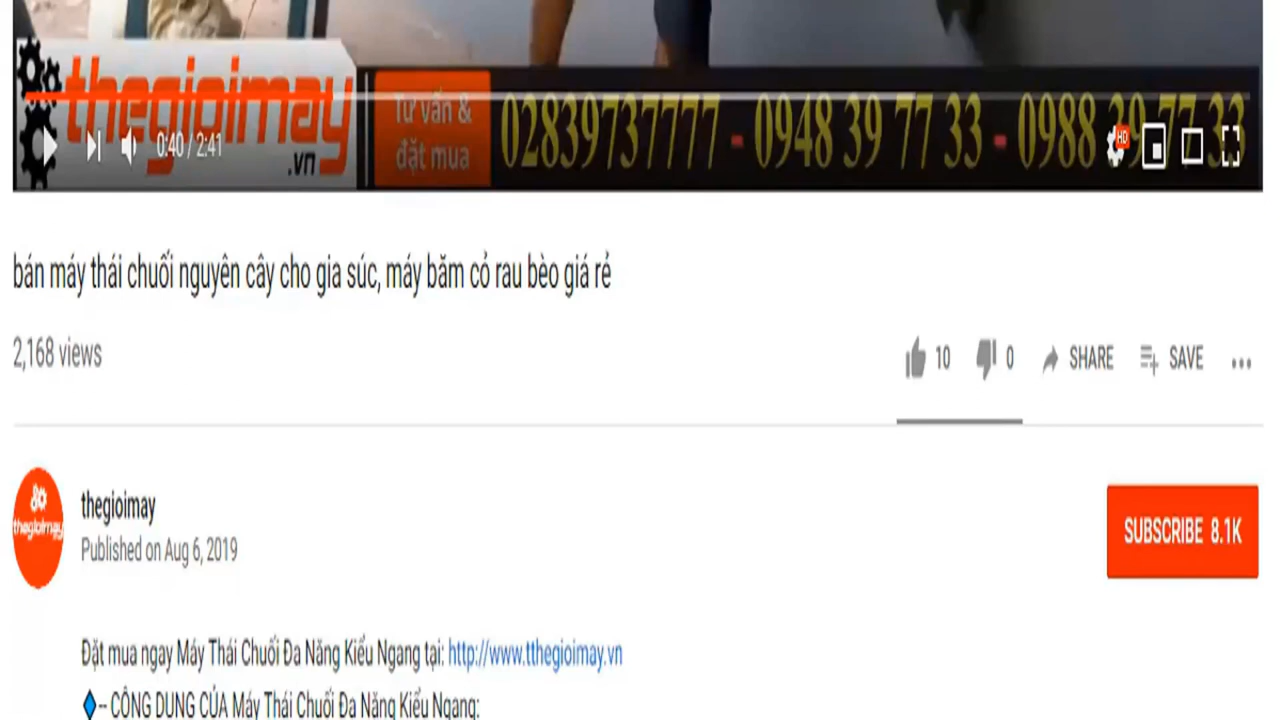 thegioimay
.vn
Tư vấn &
đặt mua
02839737777 - 0948 39 77 33 - 0988 39 77 33
HD
0:40 / 2:41
bán máy thái chuối nguyên cây cho gia súc, máy băm cỏ rau bèo giá rẻ
2,168 views
10 0 SHARE SAVE
thegioimay
thegioimay
Published on Aug 6, 2019
SUBSCRIBE 8.1K
Đặt mua ngay Máy Thái Chuối Đa Năng Kiểu Ngang tại: http://www.tthegioimay.vn
-- CÔNG DỤNG CỦA Máy Thái Chuối Đa Năng Kiểu Ngang: